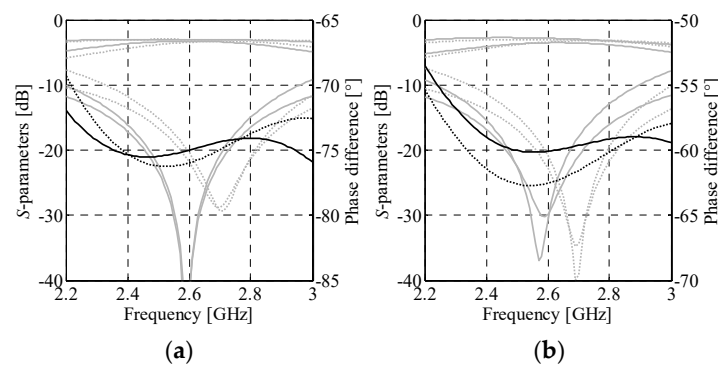 0 -65 0 -50
-10 -70 -10 -55
-20 -75 -20 -60
-30 -80 -30 -65
-40 -85 -40 -70
S-parameters [dB] Phase difference [°] S-parameters [dB] Phase difference [°]
2.2 2.4 2.6 2.8 3 2.2 2.4 2.6 2.8 3
Frequency [GHz] Frequency [GHz]
(a) (b)